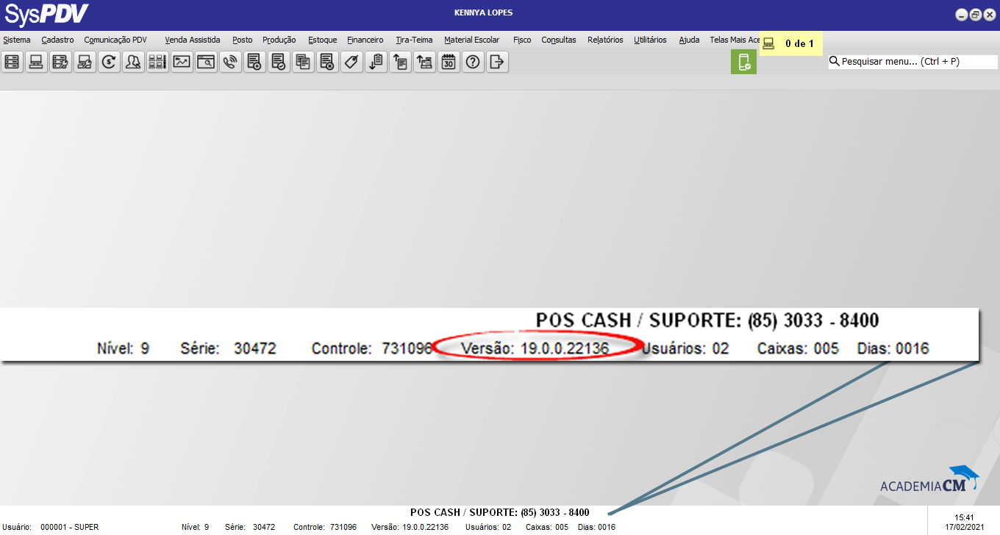 SysPDV
KENNYA LOPES
Sistema Cadastro Comunicação PDV Venda Assistida Posto Produção Estoque Financeiro Tira-Teima Material Escolar Fisco Consultas Relatórios Utilitários Ajuda Telas Mais Ace 0 de 1
30 Pesquisar menu... (Ctrl + P)
POS CASH / SUPORTE: (85) 3033 - 8400
Nível: 9 Série: 30472 Controle: 731096 Versão: 19.0.0.22136 Usuários: 02 Caixas: 005 Dias: 0016
ACADEMIACM
POS CASH / SUPORTE: (85) 3033 - 8400
Usuário: 000001 - SUPER Nível: 9 Série: 30472 Controle: 731096 Versão: 19.0.0.22136 Usuários: 02 Caixas: 005 Dias: 0016
15:41
17/02/2021